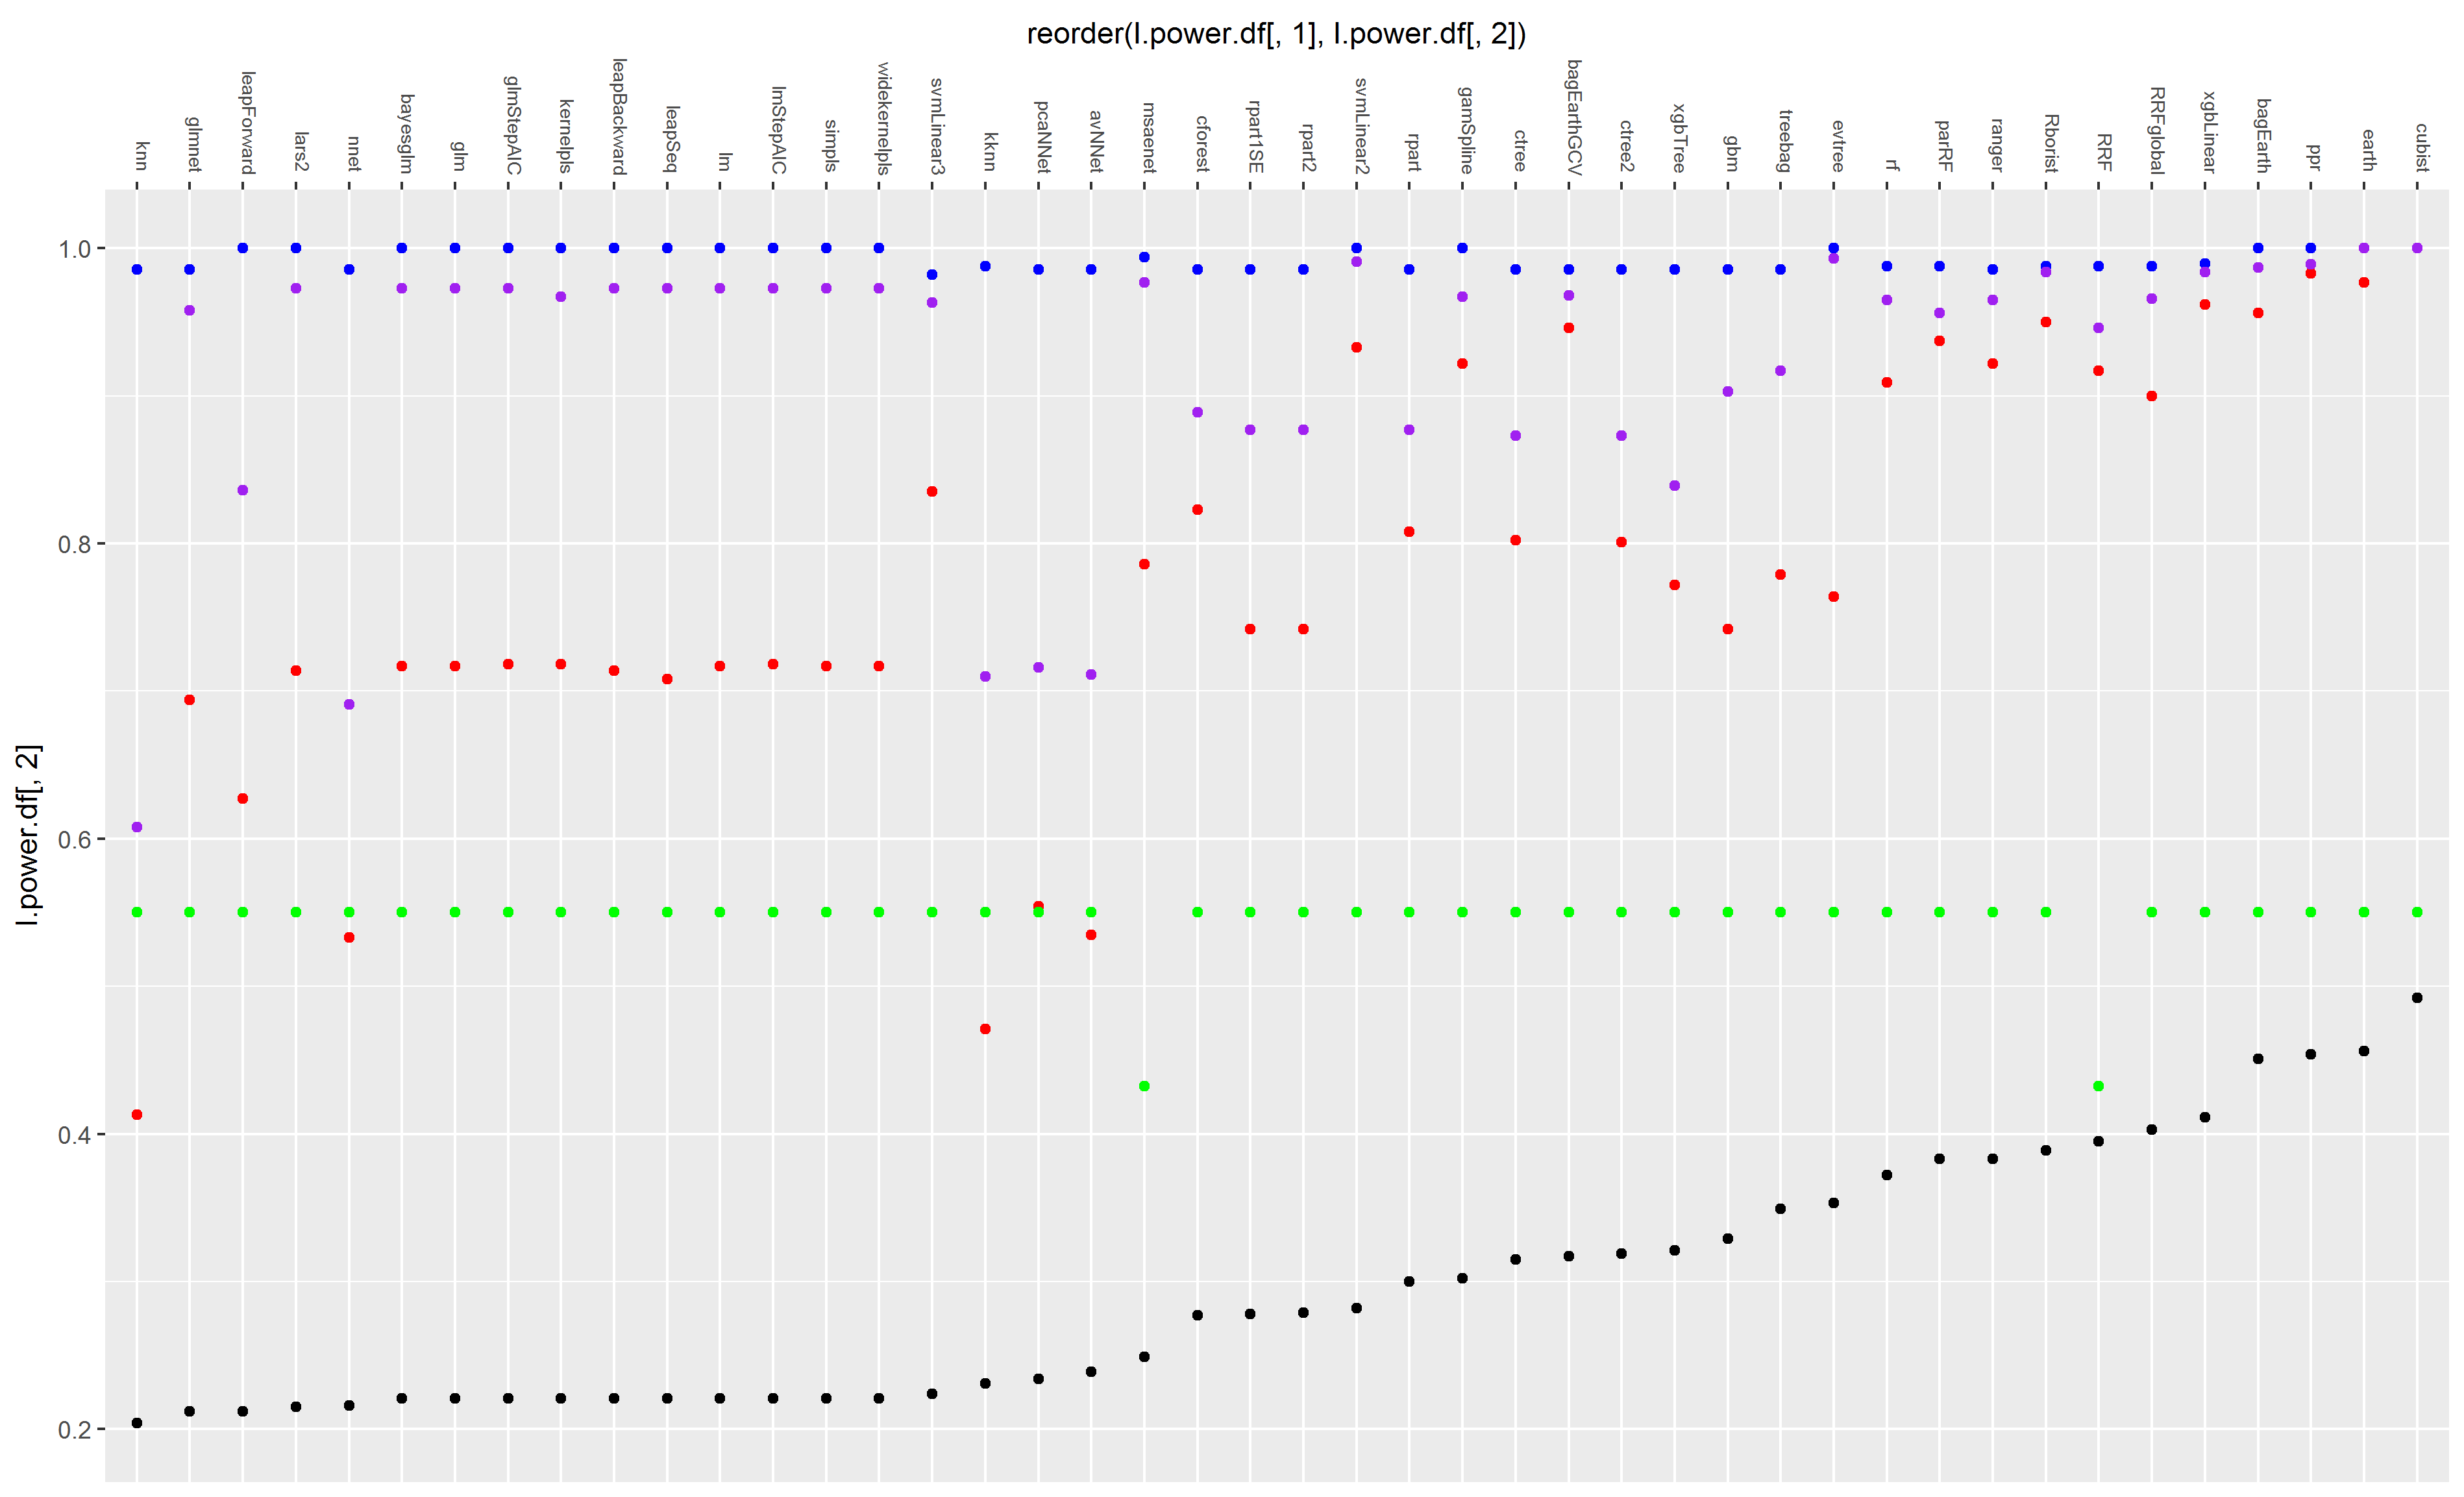 reorder(l.power.df[, 1], l.power.df[, 2])
knn
glmnet
leapForward
lars2
nnet
bayesglm
glm
glmStepAIC
kernelpls
leapBackward
leapSeq
lm
lmStepAIC
simpls
widekernelpls
svmLinear3
kknn
pcaNNet
avNNet
msaenet
cforest
rpart1SE
rpart2
svmLinear2
rpart
gamSpline
ctree
bagEarthGCV
ctree2
xgbTree
gbm
treebag
evtree
rf
parRF
ranger
Rborist
RRF
RRFglobal
xgbLinear
bagEarth
ppr
earth
cubist
1.0
0.8
0.6
0.4
0.2
l.power.df[, 2]